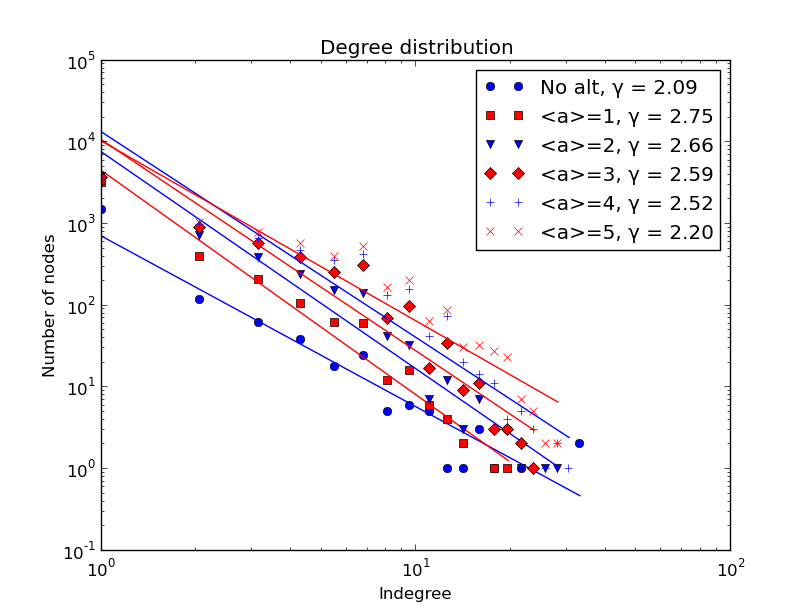 Degree distribution
No alt, γ = 2.09
<a>=1, γ = 2.75
<a>=2, γ = 2.66
<a>=3, γ = 2.59
<a>=4, γ = 2.52
<a>=5, γ = 2.20
Number of nodes
10^5
10^4
10^3
10^2
10^1
10^0
10^-1
10^0
10^1
10^2
Indegree